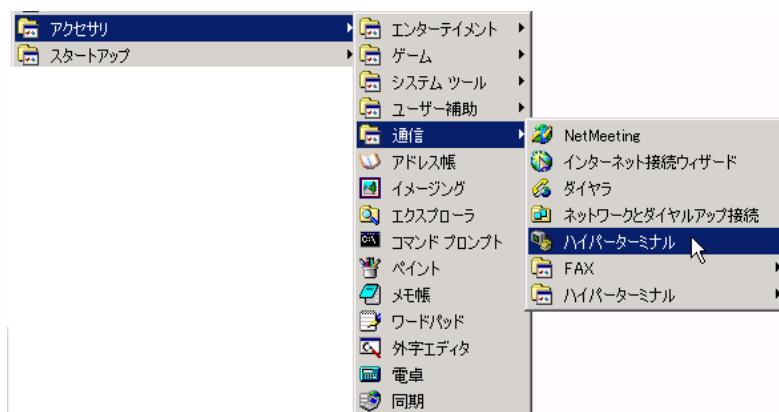 アクセサリ
スタートアップ
エンターテイメント
ゲーム
システム ツール
ユーザー補助
通信
アドレス帳
イメージング
エクスプローラ
コマンド プロンプト
ペイント
メモ帳
ワードパッド
外字エディタ
電卓
同期
NetMeeting
インターネット接続ウィザード
ダイヤラ
ネットワークとダイヤルアップ接続
ハイパーターミナル
FAX
ハイパーターミナル